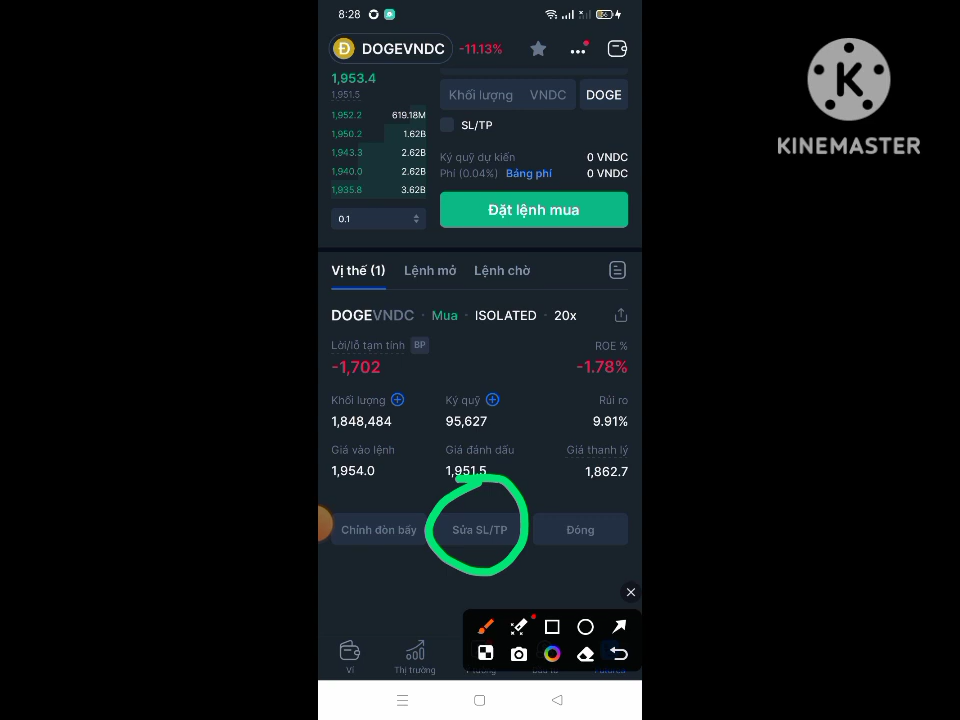 8:28
DOGEVNDC -11.13%
KINEMASTER
1,953.4
1,951.5
Khối lượng VNDC DOGE
1,952.2 619.18M
SL/TP
1,950.2 1.62B
1,943.3 2.62B
Ký quỹ dự kiến 0 VNDC
1,940.0 2.62B
Phí (0.04%) Bảng phí 0 VNDC
1,935.8 3.62B
Đặt lệnh mua
0.1
Vị thế (1) Lệnh mở Lệnh chờ
DOGEVNDC · Mua · ISOLATED · 20x
Lời/lỗ tạm tính BP ROE %
-1,702 -1.78%
Khối lượng Ký quỹ Rủi ro
1,848,484 95,627 9.91%
Giá vào lệnh Giá đánh dấu Giá thanh lý
1,954.0 1,951.5 1,862.7
Chỉnh đòn bẩy Sửa SL/TP Đóng
Ví Thị trường